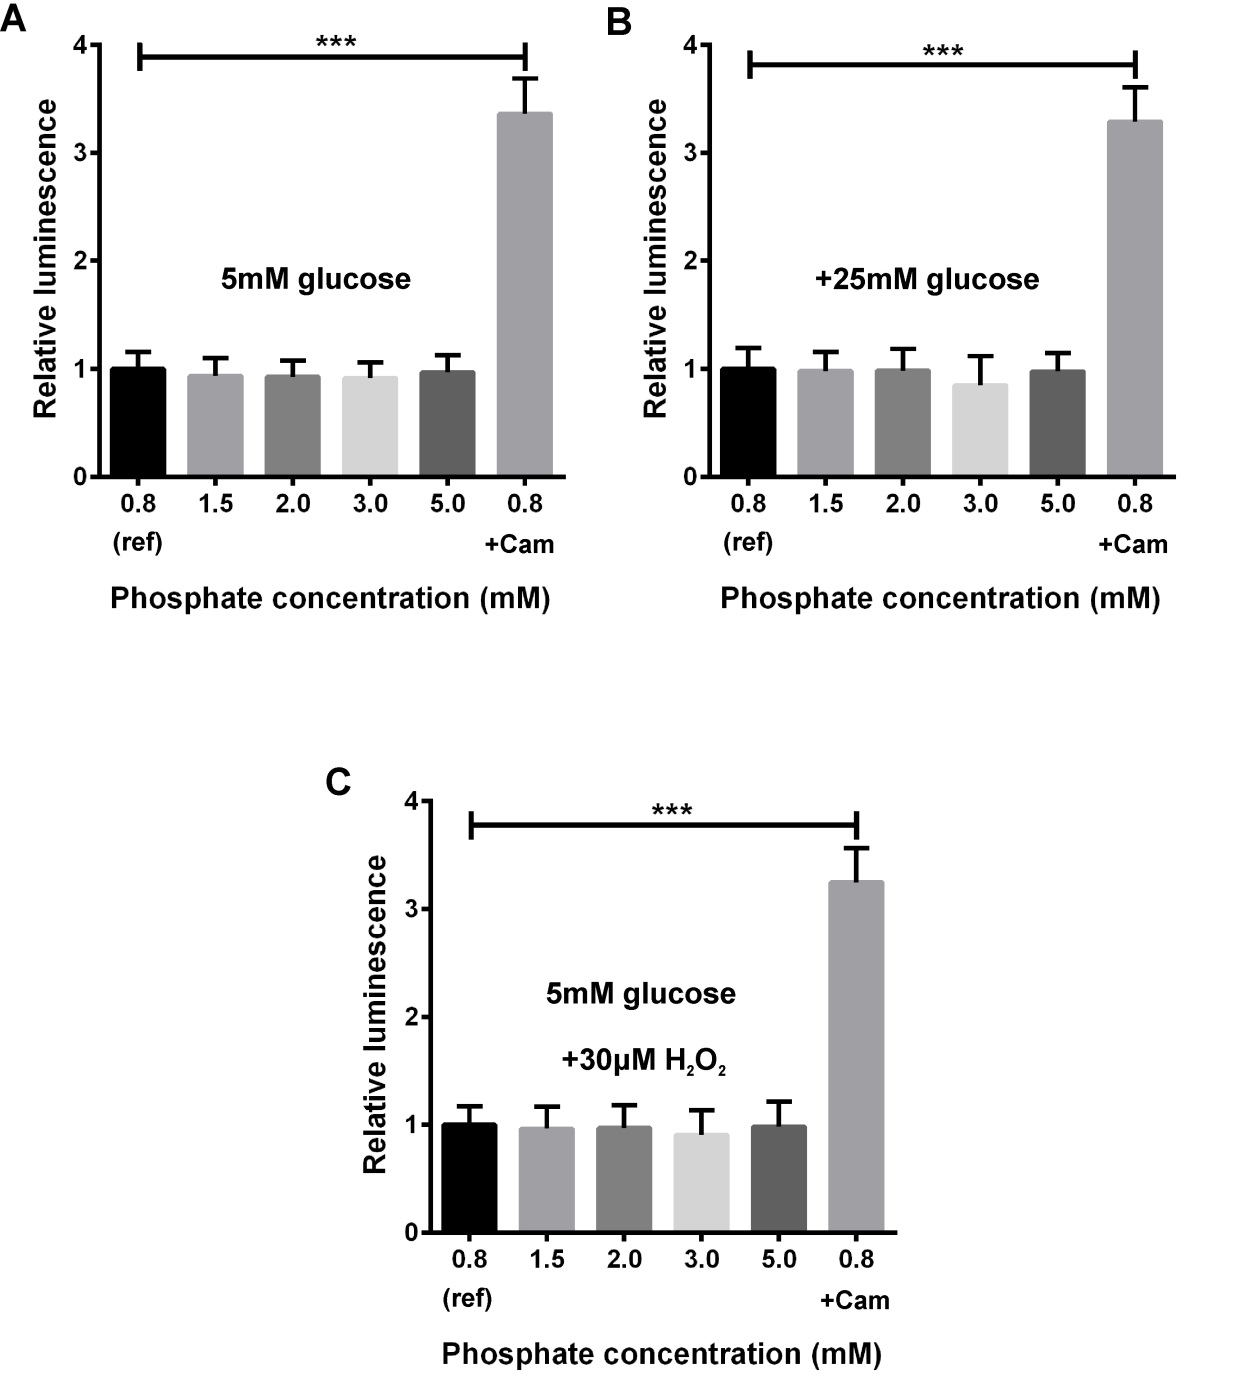 A
***
4
3
2
1
0
Relative luminescence
5mM glucose
0.8 1.5 2.0 3.0 5.0 0.8
(ref) +Cam
Phosphate concentration (mM)
B
***
4
3
2
1
0
Relative luminescence
+25mM glucose
0.8 1.5 2.0 3.0 5.0 0.8
(ref) +Cam
Phosphate concentration (mM)
C
***
4
3
2
1
0
Relative luminescence
5mM glucose
+30µM H₂O₂
0.8 1.5 2.0 3.0 5.0 0.8
(ref) +Cam
Phosphate concentration (mM)